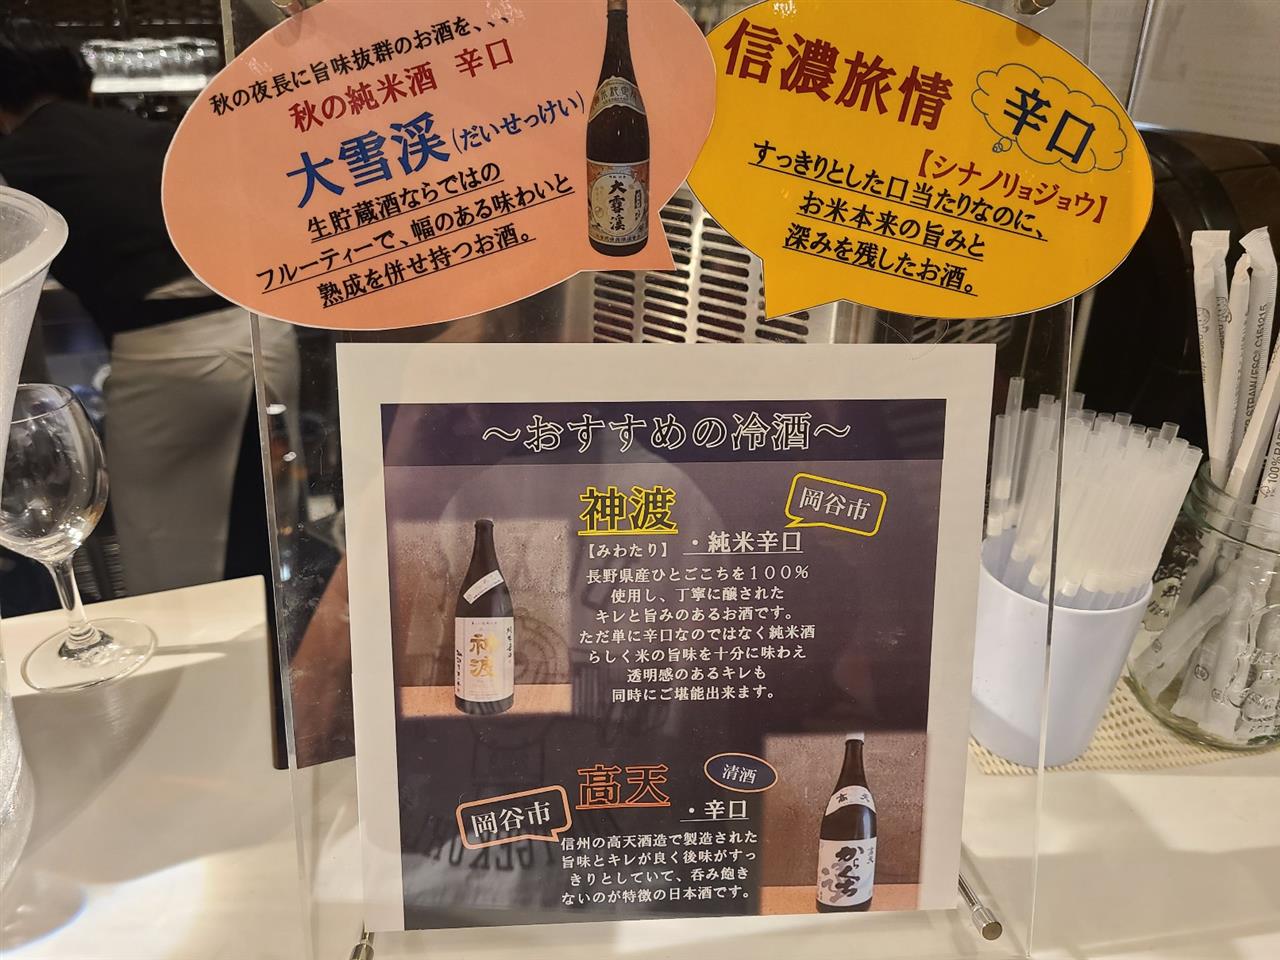 秋の夜長に旨味抜群のお酒を、、、
秋の純米酒 辛口
大雪渓(だいせっけい)
生貯蔵酒ならではの
フルーティーで、幅のある味わいと
熟成を併せ持つお酒。
大雪渓
信濃旅情
辛口
【シナノリョジョウ】
すっきりとした口当たりなのに、
お米本来の旨みと
深みを残したお酒。
～おすすめの冷酒～
神渡
岡谷市
【みわたり】
・純米辛口
長野県産ひとごこちを１００％
使用し、丁寧に醸された
キレと旨みのあるお酒です。
ただ単に辛口なのではなく純米酒
らしく米の旨味を十分に味わえ
透明感のあるキレも
同時にご堪能出来ます。
神渡
高天
清酒
岡谷市
・辛口
信州の高天酒造で製造された
旨味とキレが良く後味がすっ
きりとしていて、呑み飽き
ないのが特徴の日本酒です。
高天
からくち